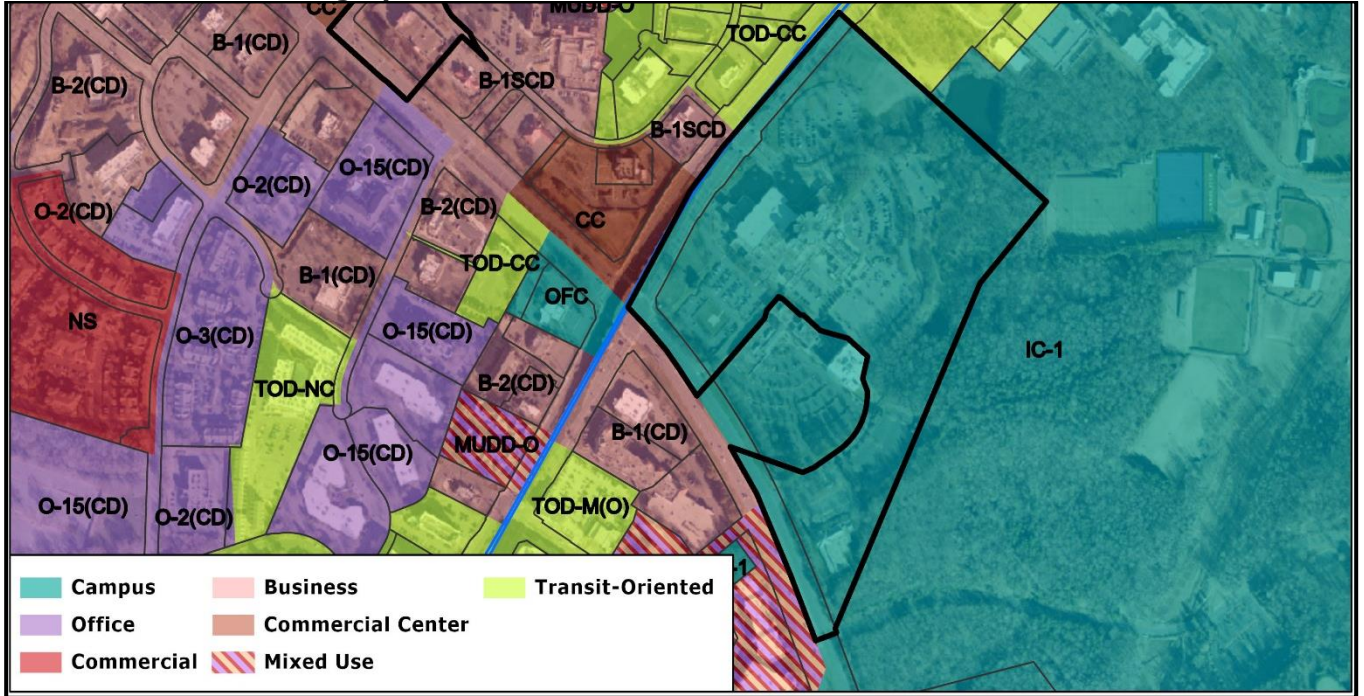 CC
MUDD-O
B-1(CD)
TOD-CC
B-2(CD)
B-1SCD
B-1SCD
O-2(CD)
O-15(CD)
O-2(CD)
B-2(CD)
CC
B-1(CD)
TOD-CC
OFC
NS
O-3(CD)
O-15(CD)
IC-1
TOD-NC
B-2(CD)
B-1(CD)
MUDD-O
O-15(CD)
O-15(CD)
O-2(CD)
TOD-M(O)
-1
Campus
Business
Transit-Oriented
Office
Commercial Center
Commercial
Mixed Use